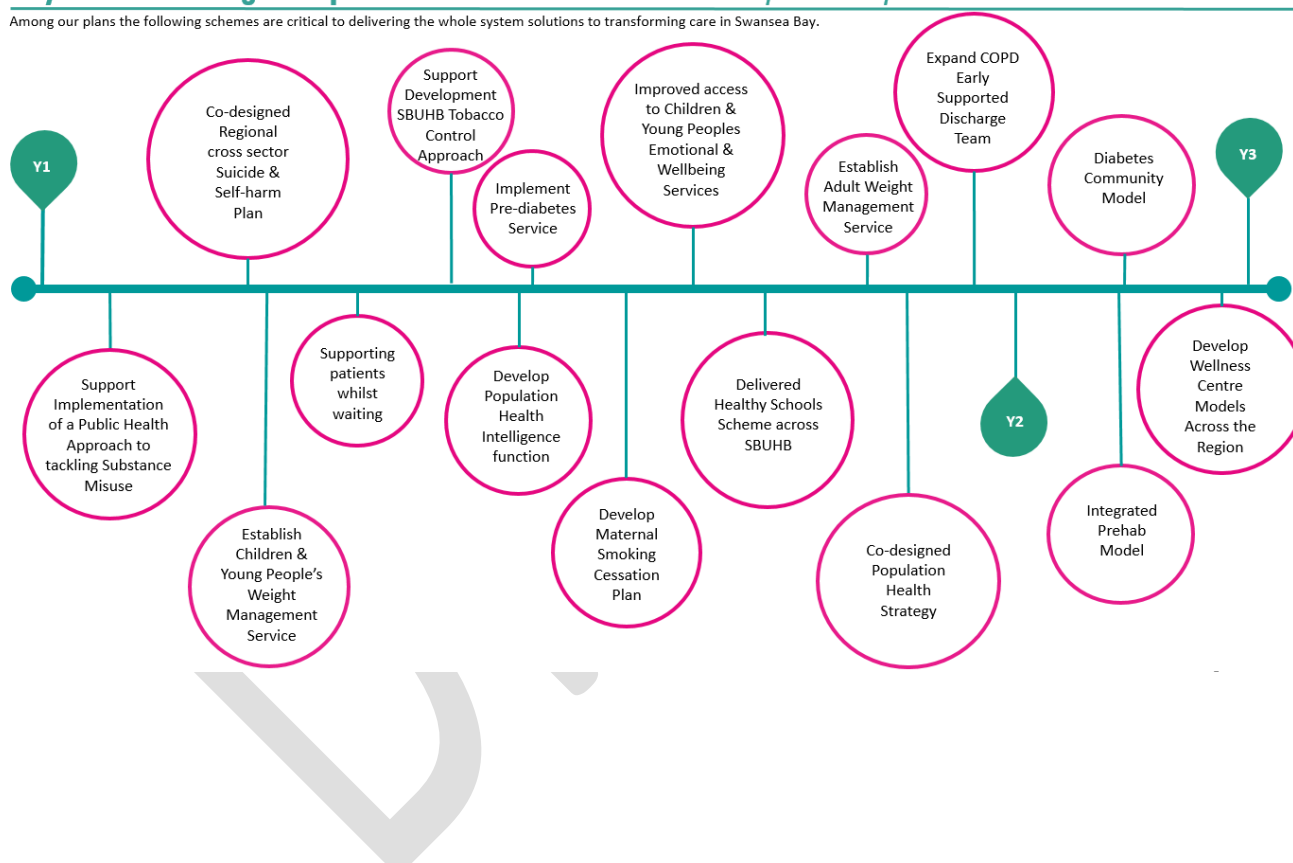 Among our plans the following schemes are critical to delivering the whole system solutions to transforming care in Swansea Bay.
Y1
Co-designed
Regional
cross sector
Suicide &
Self-harm
Plan
Support
Development
SBUHB Tobacco
Control
Approach
Implement
Pre-diabetes
Service
Improved access
to Children &
Young Peoples
Emotional &
Wellbeing
Services
Establish
Adult Weight
Management
Service
Expand COPD
Early
Supported
Discharge
Team
Diabetes
Community
Model
Y3
Support
Implementation
of a Public Health
Approach to
tackling Substance
Misuse
Establish
Children &
Young People's
Weight
Management
Service
Supporting
patients
whilst
waiting
Develop
Population
Health
Intelligence
function
Develop
Maternal
Smoking
Cessation
Plan
Delivered
Healthy Schools
Scheme across
SBUHB
Co-designed
Population
Health
Strategy
Y2
Integrated
Prehab
Model
Develop
Wellness
Centre
Models
Across the
Region